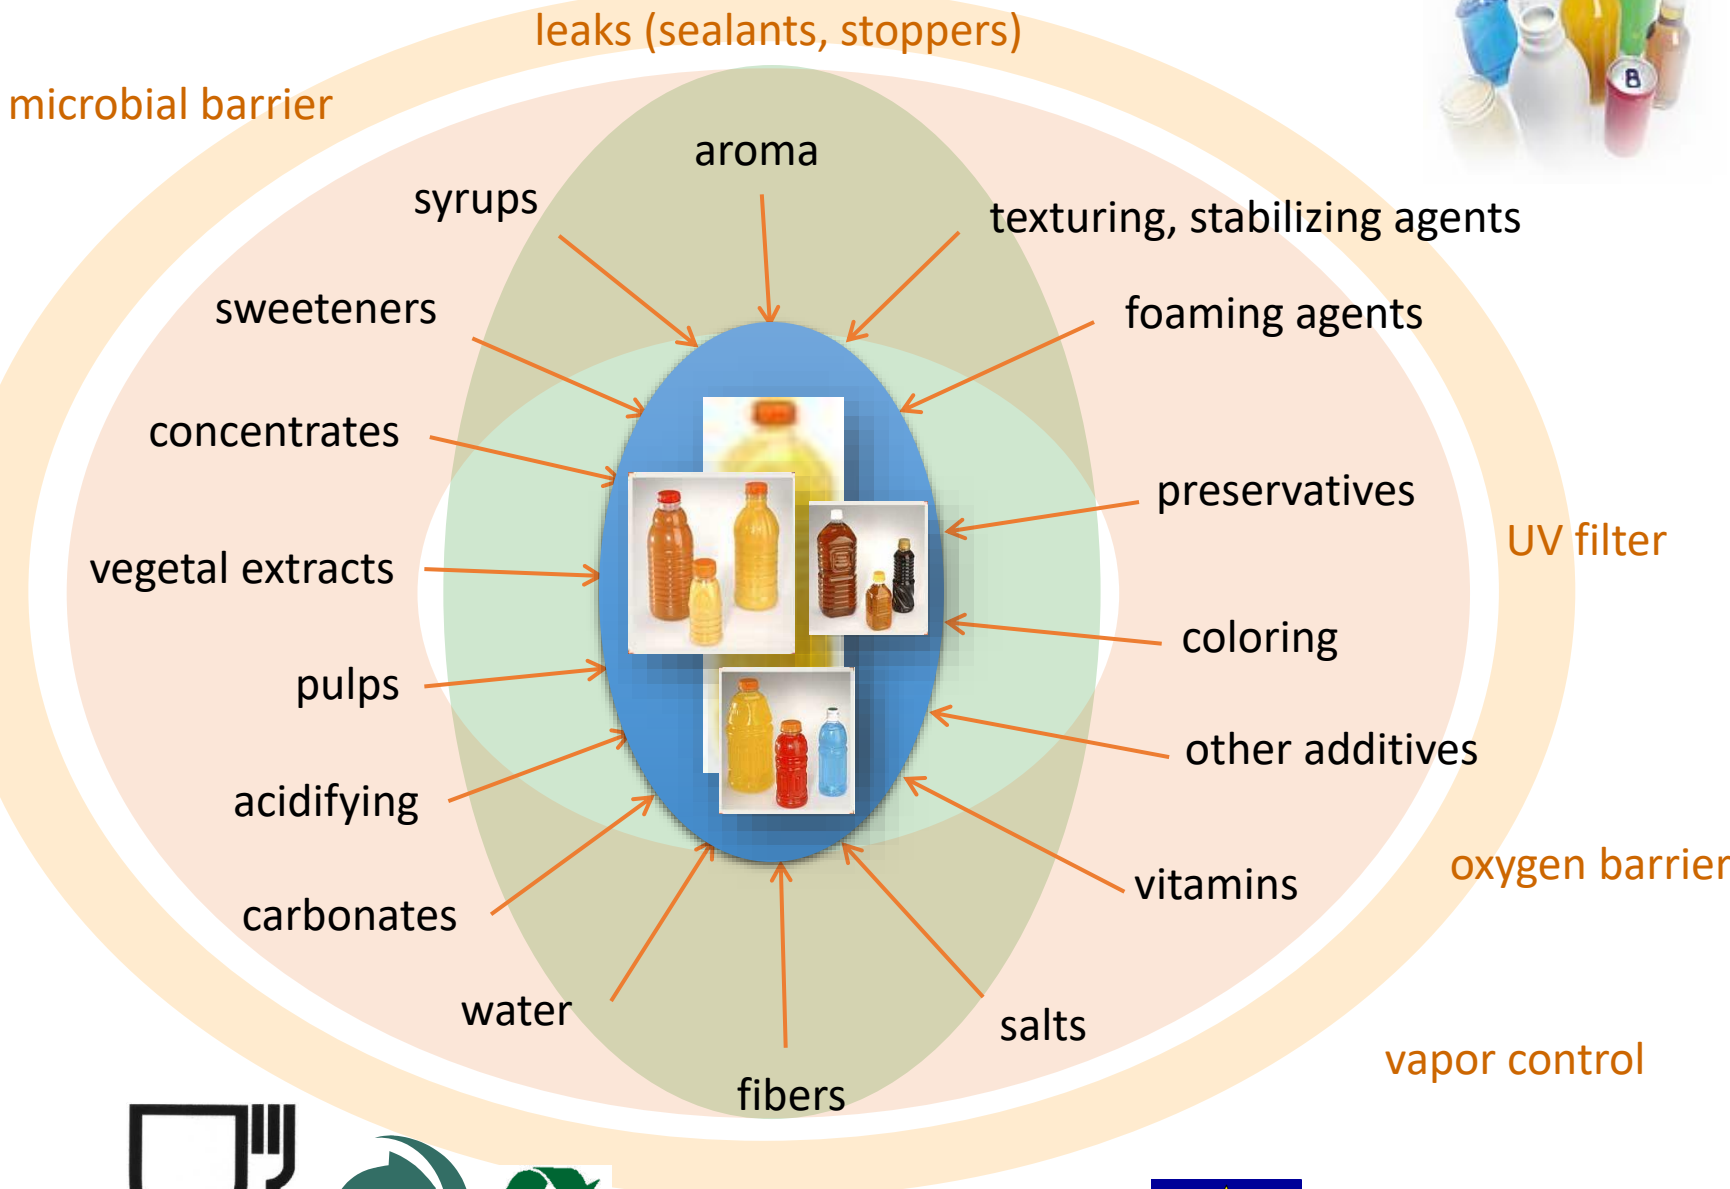 leaks (sealants, stoppers)
microbial barrier
aroma
syrups
texturing, stabilizing agents
sweeteners
foaming agents
concentrates
preservatives
UV filter
vegetal extracts
coloring
pulps
other additives
acidifying
oxygen barrier
vitamins
carbonates
water
salts
vapor control
fibers